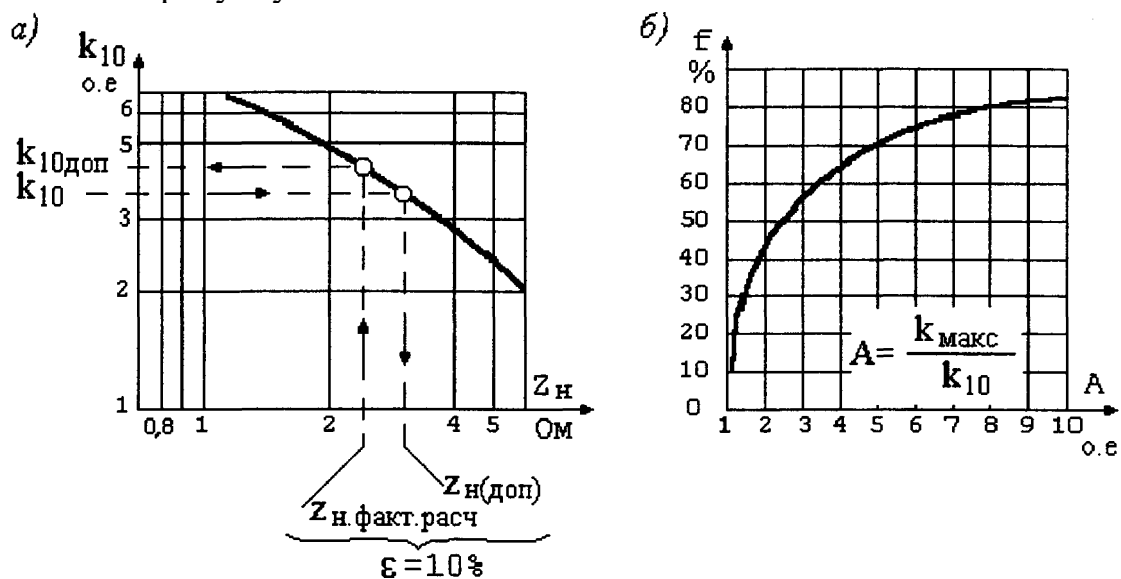 а)
k10
о.е
6
5
k10доп
k10
3
2
1
0,8 1 2 4 5
Zн
Ом
zн(доп)
zн.факт.расч
ε=10%
б)
f
%
80
70
60
50
40
30
20
10
0
A= kмакс
k10
A
1 2 3 4 5 6 7 8 9 10
о.е